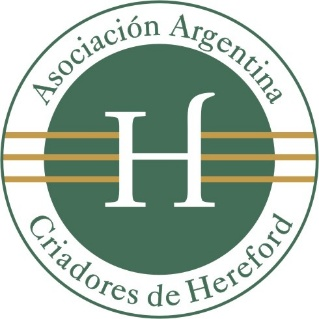 Asociación Argentina
H
Criadores de Hereford